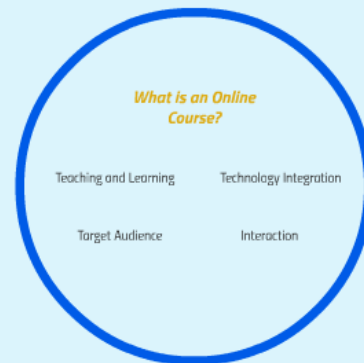 What is an Online
Course?
Teaching and Learning
Technology Integration
Target Audience
Interaction